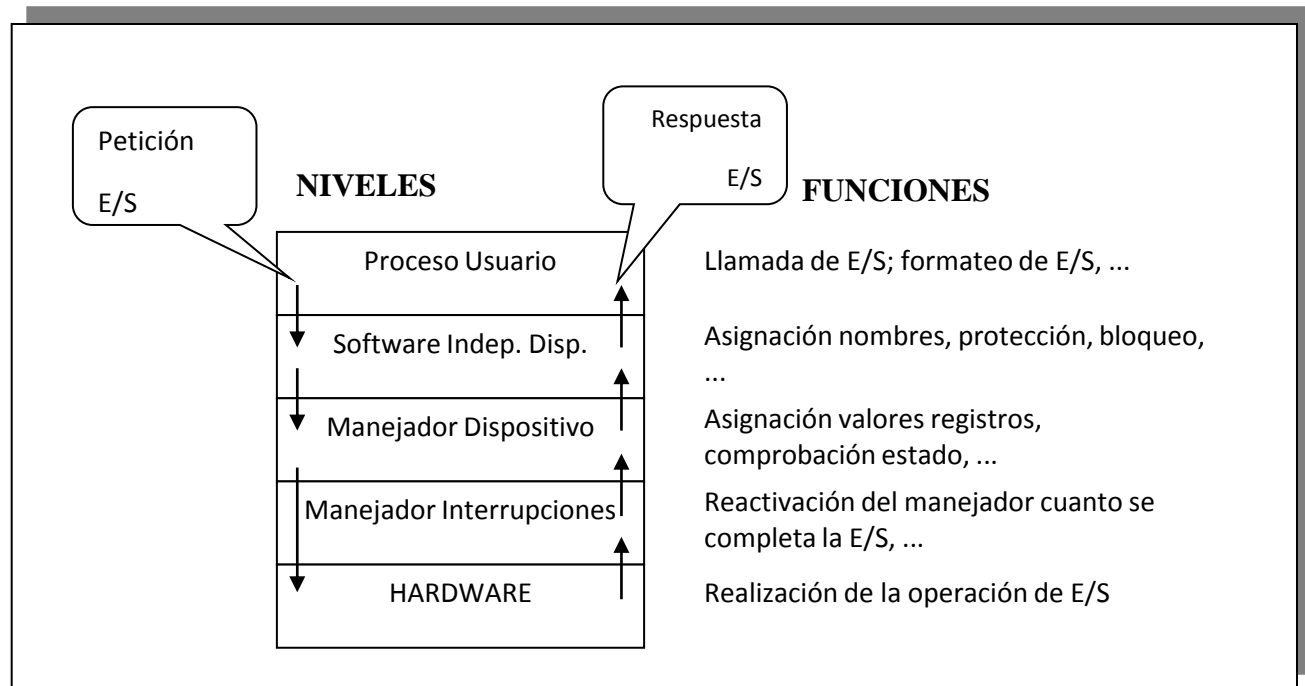 Petición
E/S
Respuesta
E/S
NIVELES
FUNCIONES
Proceso Usuario
Llamada de E/S; formateo de E/S, ...
Software Indep. Disp.
Asignación nombres, protección, bloqueo,
...
Manejador Dispositivo
Asignación valores registros,
comprobación estado, ...
Manejador Interrupciones
Reactivación del manejador cuanto se
completa la E/S, ...
HARDWARE
Realización de la operación de E/S